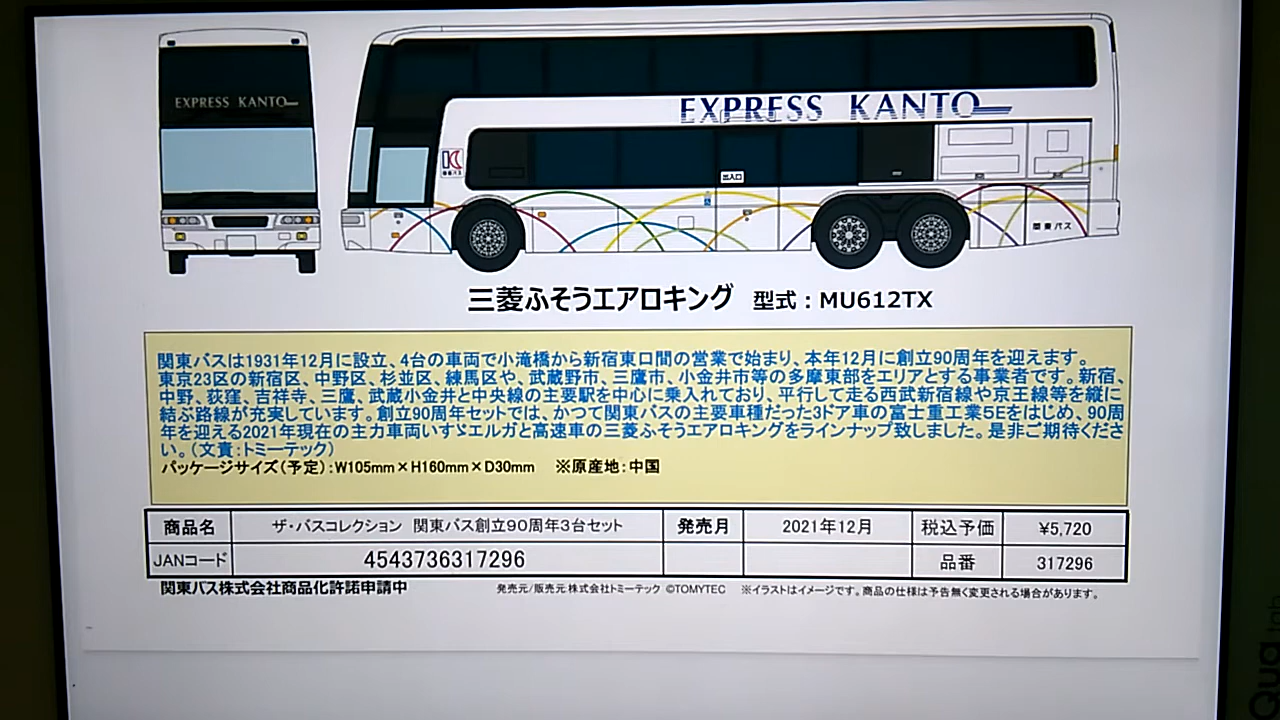 EXPRESS KANTO
EXPRESS KANTO
関東バス
出入口
関東バス
三菱ふそうエアロキング 型式：MU612TX
関東バスは1931年12月に設立、4台の車両で小滝橋から新宿東口間の営業で始まり、本年12月に創立90周年を迎えます。
東京23区の新宿区、中野区、杉並区、練馬区や、武蔵野市、三鷹市、小金井市等の多摩東部をエリアとする事業者です。新宿、
中野、荻窪、吉祥寺、三鷹、武蔵小金井と中央線の主要駅を中心に乗入れており、平行して走る西武新宿線や京王線等を縦に
結ぶ路線が充実しています。創立90周年セットでは、かつて関東バスの主要車種だった3ドア車の富士重工業5Eをはじめ、90周
年を迎える2021年現在の主力車両いすゞエルガと高速車の三菱ふそうエアロキングをラインナップ致しました。是非ご期待くださ
い。（文責：トミーテック）
パッケージサイズ（予定）：W105mm×H160mm×D30mm ※原産地：中国
商品名 ザ・バスコレクション 関東バス創立90周年3台セット 発売月 2021年12月 税込予価 ¥5,720
JANコード 4543736317296 品番 317296
関東バス株式会社商品化許諾申請中 発売元/販売元 株式会社トミーテック ©TOMYTEC ※イラストはイメージです。商品の仕様は予告無く変更される場合があります。
Qua tab